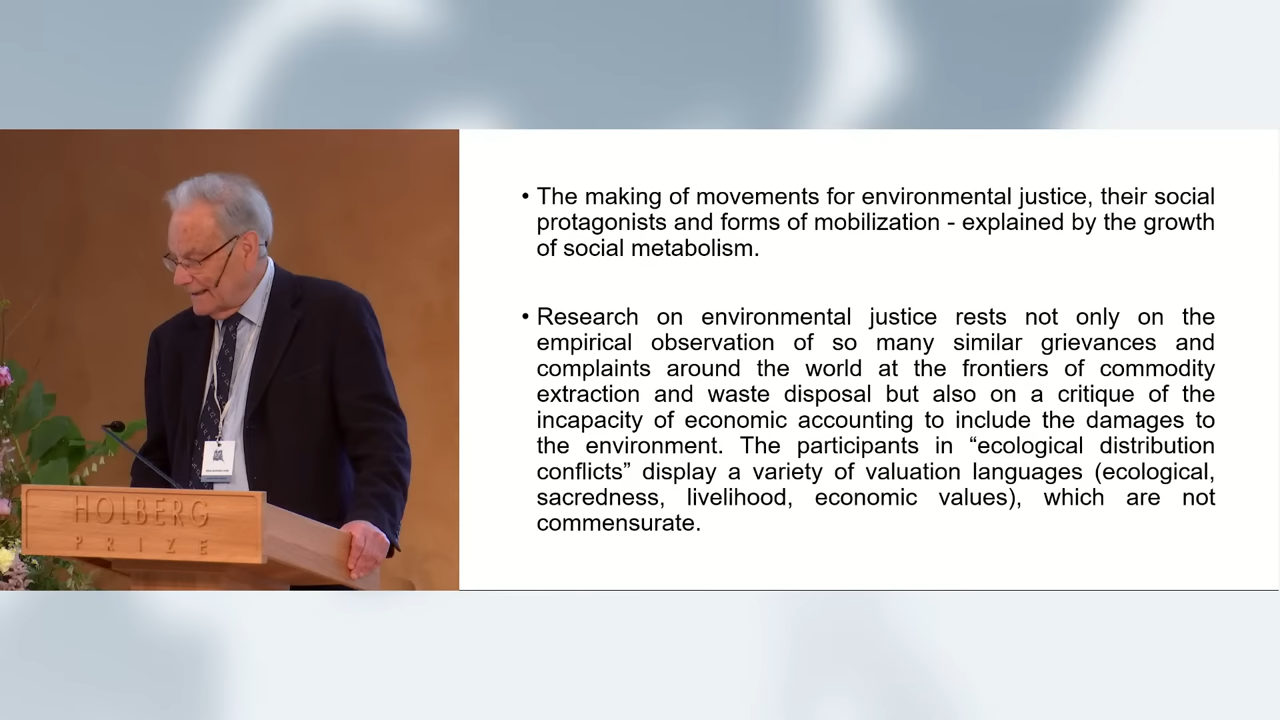 HOLBERG
PRIZE
• The making of movements for environmental justice, their social
protagonists and forms of mobilization - explained by the growth
of social metabolism.
• Research on environmental justice rests not only on the
empirical observation of so many similar grievances and
complaints around the world at the frontiers of commodity
extraction and waste disposal but also on a critique of the
incapacity of economic accounting to include the damages to
the environment. The participants in “ecological distribution
conflicts” display a variety of valuation languages (ecological,
sacredness, livelihood, economic values), which are not
commensurate.